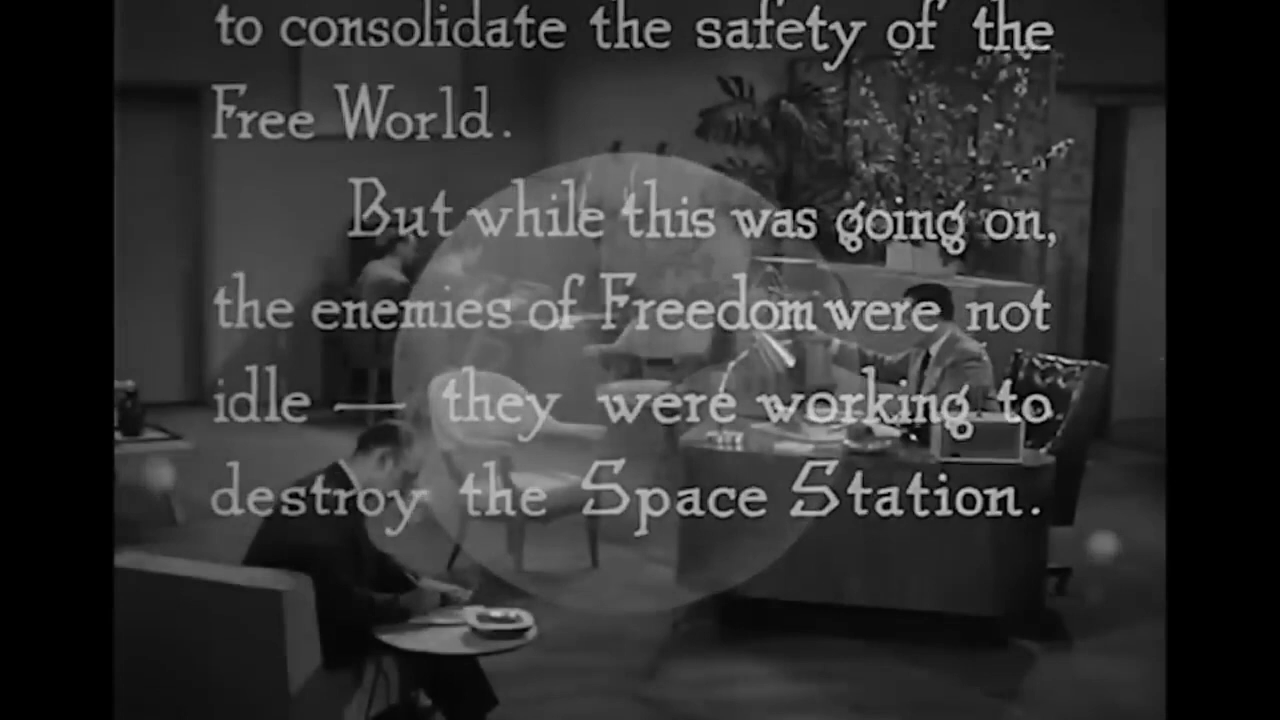 to consolidate the safety of the
Free World.
But while this was going on,
the enemies of Freedom were not
idle — they were working to
destroy the Space Station.